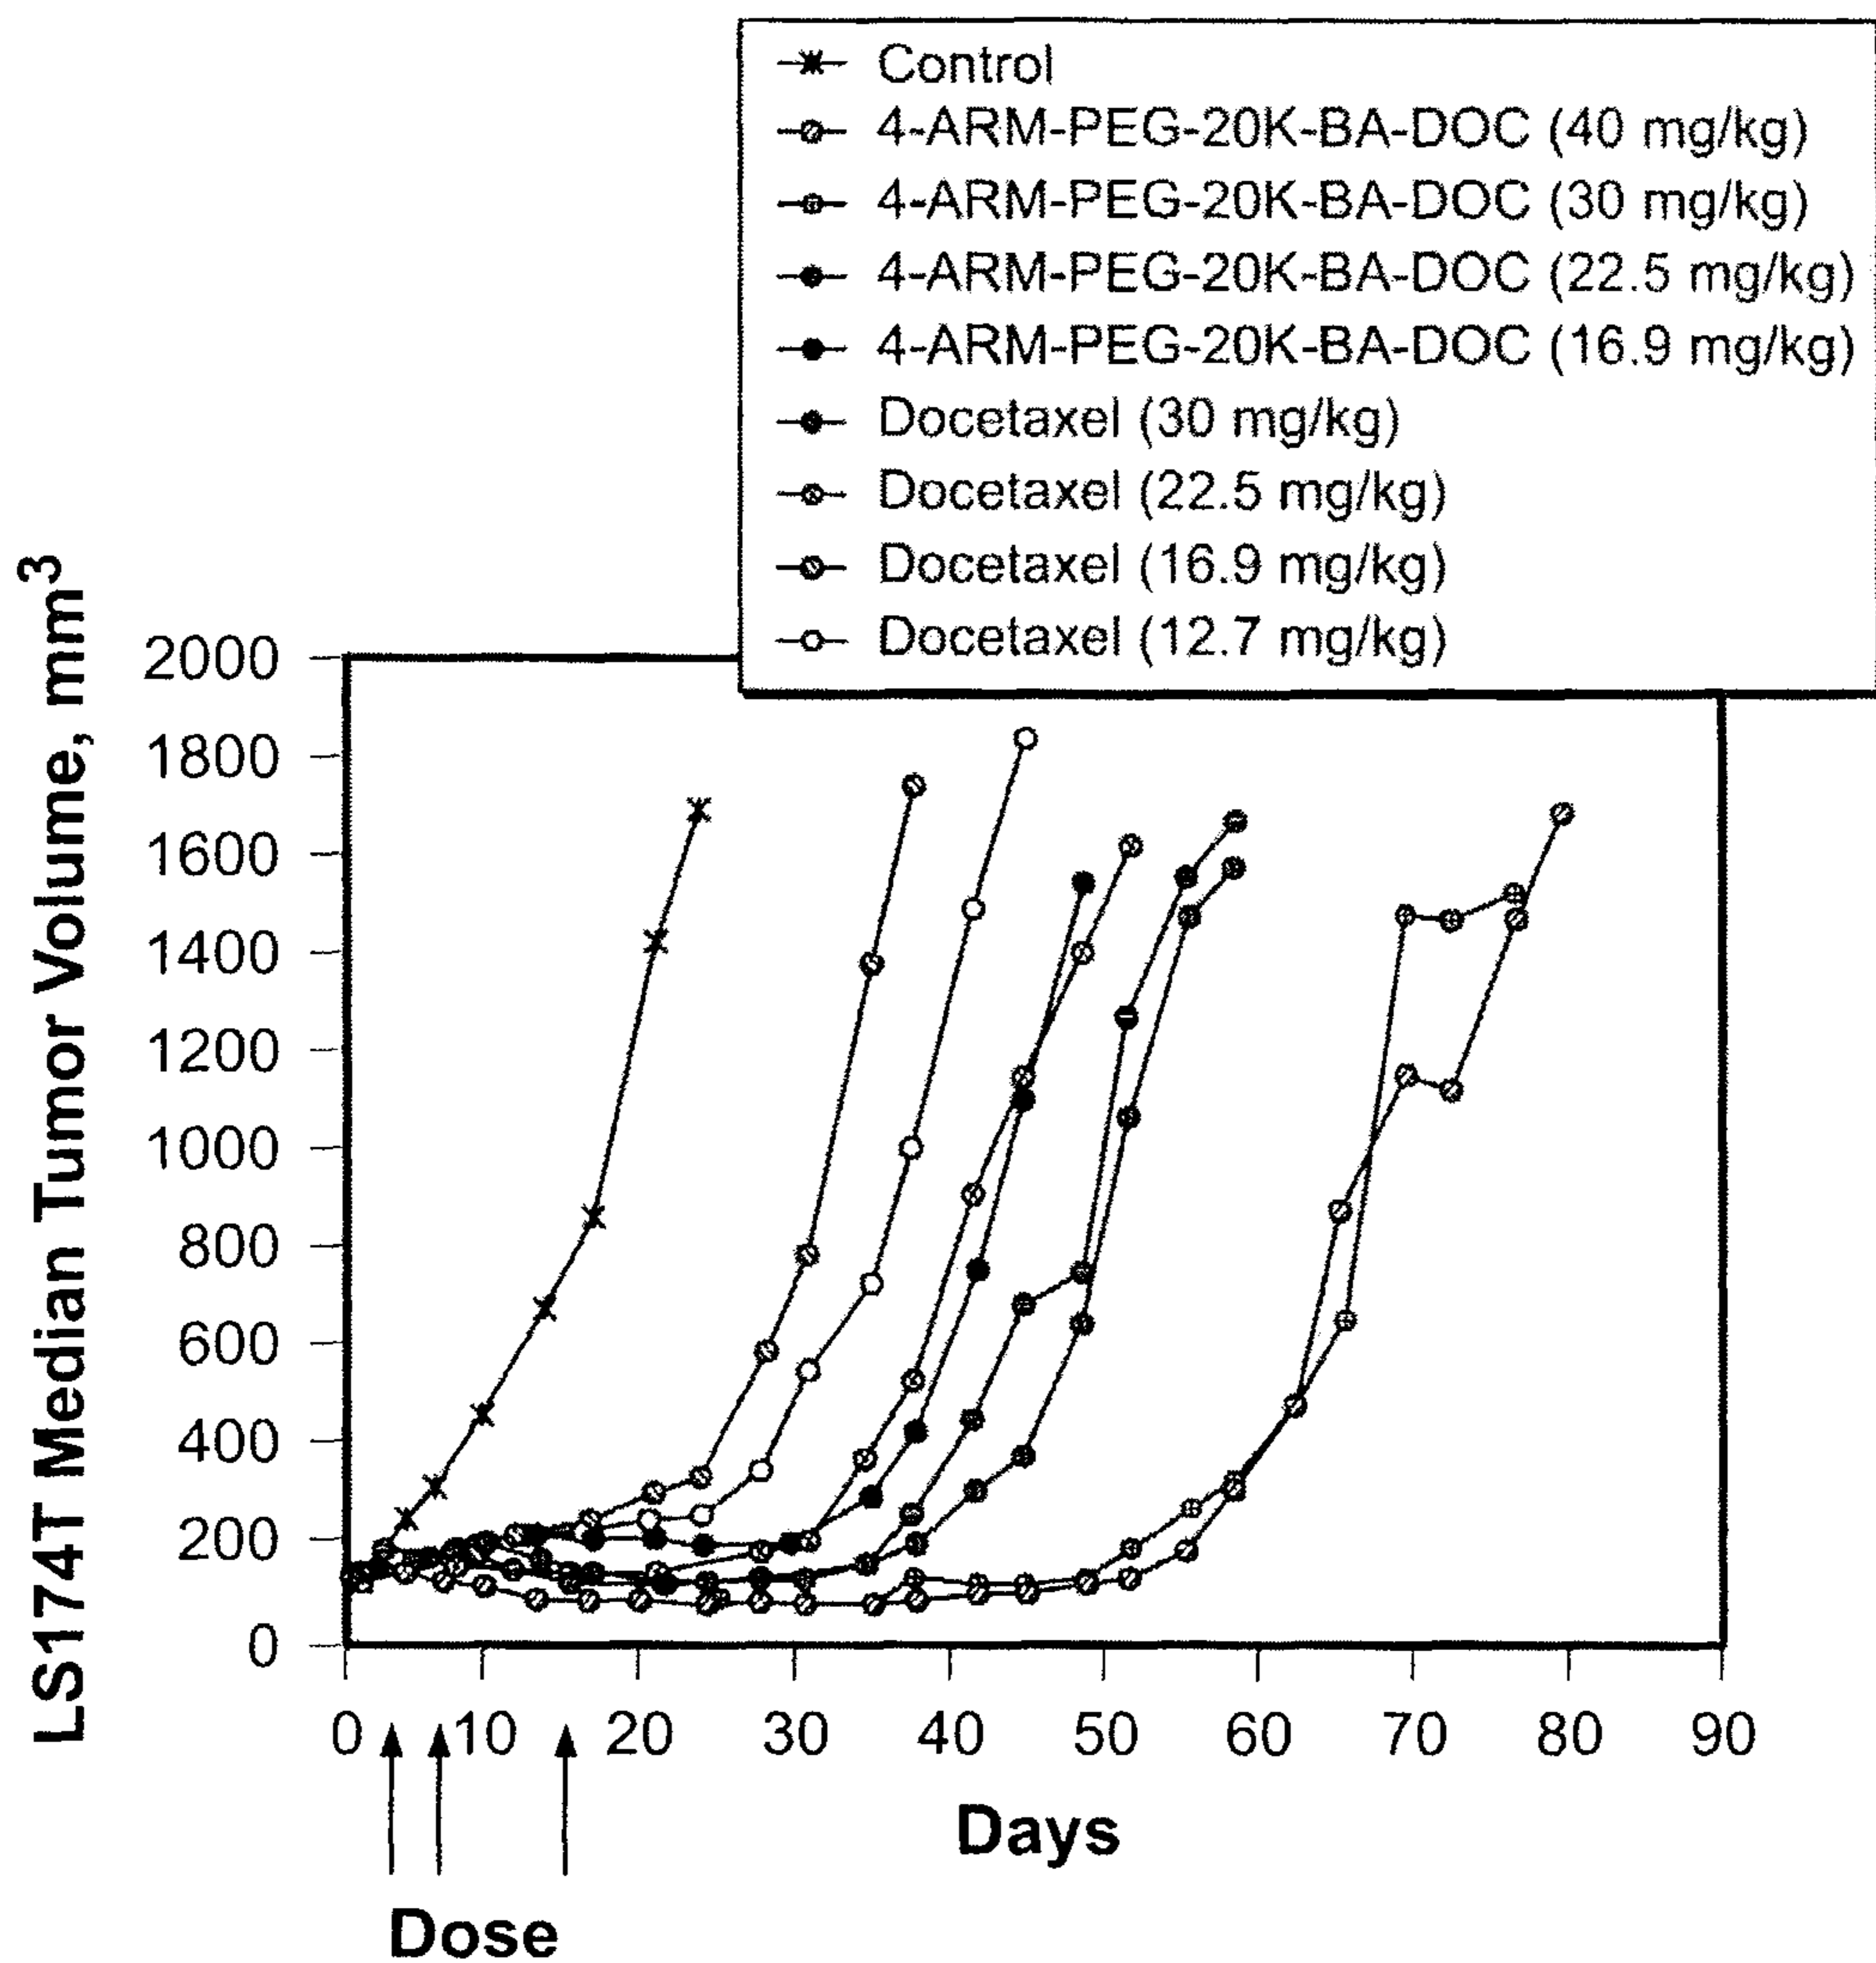 Control
4-ARM-PEG-20K-BA-DOC (40 mg/kg)
4-ARM-PEG-20K-BA-DOC (30 mg/kg)
4-ARM-PEG-20K-BA-DOC (22.5 mg/kg)
4-ARM-PEG-20K-BA-DOC (16.9 mg/kg)
Docetaxel (30 mg/kg)
Docetaxel (22.5 mg/kg)
Docetaxel (16.9 mg/kg)
Docetaxel (12.7 mg/kg)
LS174T Median Tumor Volume, mm³
2000
1800
1600
1400
1200
1000
800
600
400
200
0
0 10 20 30 40 50 60 70 80 90
Days
Dose